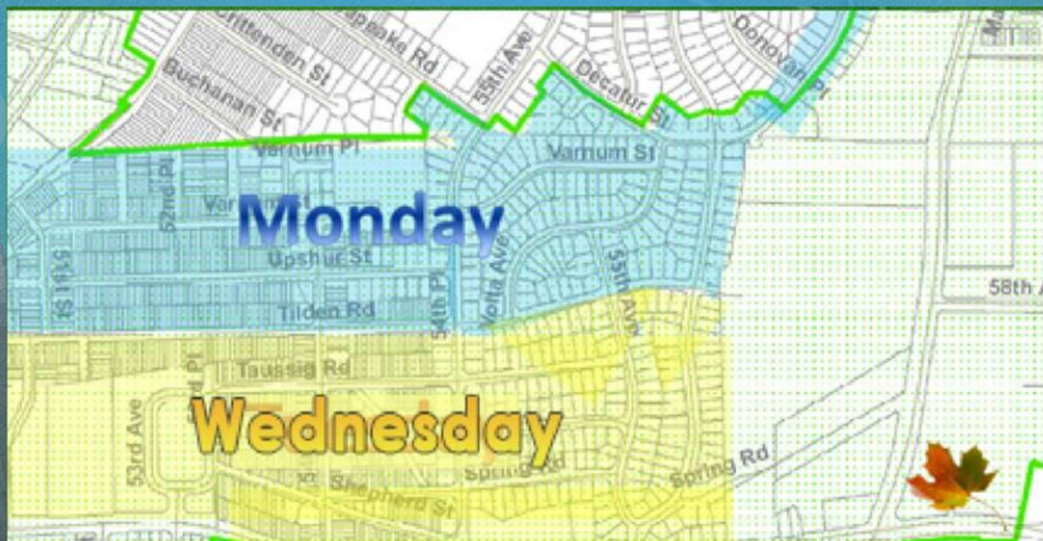 Crittenden St
55th Ave
Donovan Pl
Buchanan St
Decatur St
Varnum Pl
Varnum St
52nd Pl
Monday
Upshur St
51st St
54th Pl
Volta Ave
55th Ave
Tilden Rd
58th A
Taussig Rd
Wednesday
53rd Ave
Spring Rd
Spring Rd
Shepherd St